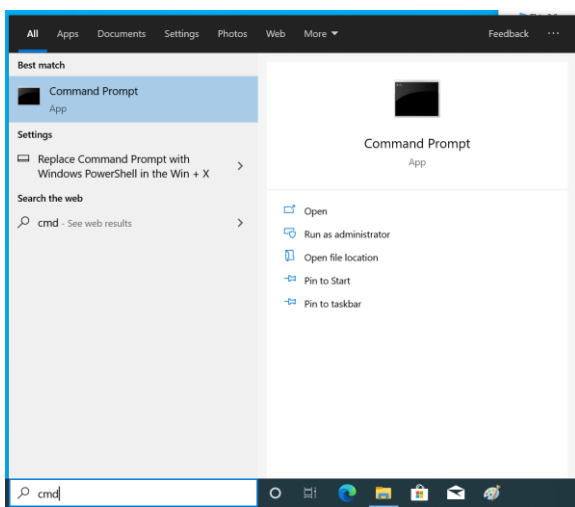 All Apps Documents Settings Photos Web More Feedback ...
Best match
Command Prompt
App
Settings
Replace Command Prompt with
Windows PowerShell in the Win + X
Search the web
cmd - See web results
Command Prompt
App
Open
Run as administrator
Open file location
Pin to Start
Pin to taskbar
cmd